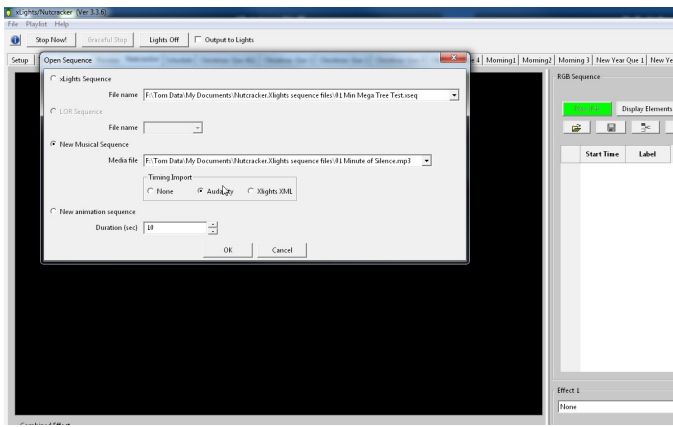 xLights/Nutcracker (Ver 3.3.6)
File Playlist Help
Stop Now! Graceful Stop Lights Off Output to Lights
Setup
Open Sequence
e 4 Morning1 Morning2 Morning 3 New Year Que 1 New Ye
xLights Sequence
File name F:\Tom Data\My Documents\Nutcracker.Xlights sequence files\01 Min Mega Tree Test.xseq
LOR Sequence
File name
New Musical Sequence
Media file F:\Tom Data\My Documents\Nutcracker.Xlights sequence files\01 Minute of Silence.mp3
Timing Import
None Audacity Xlights XML
New animation sequence
Duration (sec) 10
OK Cancel
RGB Sequence
Display Elements
Start Time Label
Effect 1
None
Combined Effect